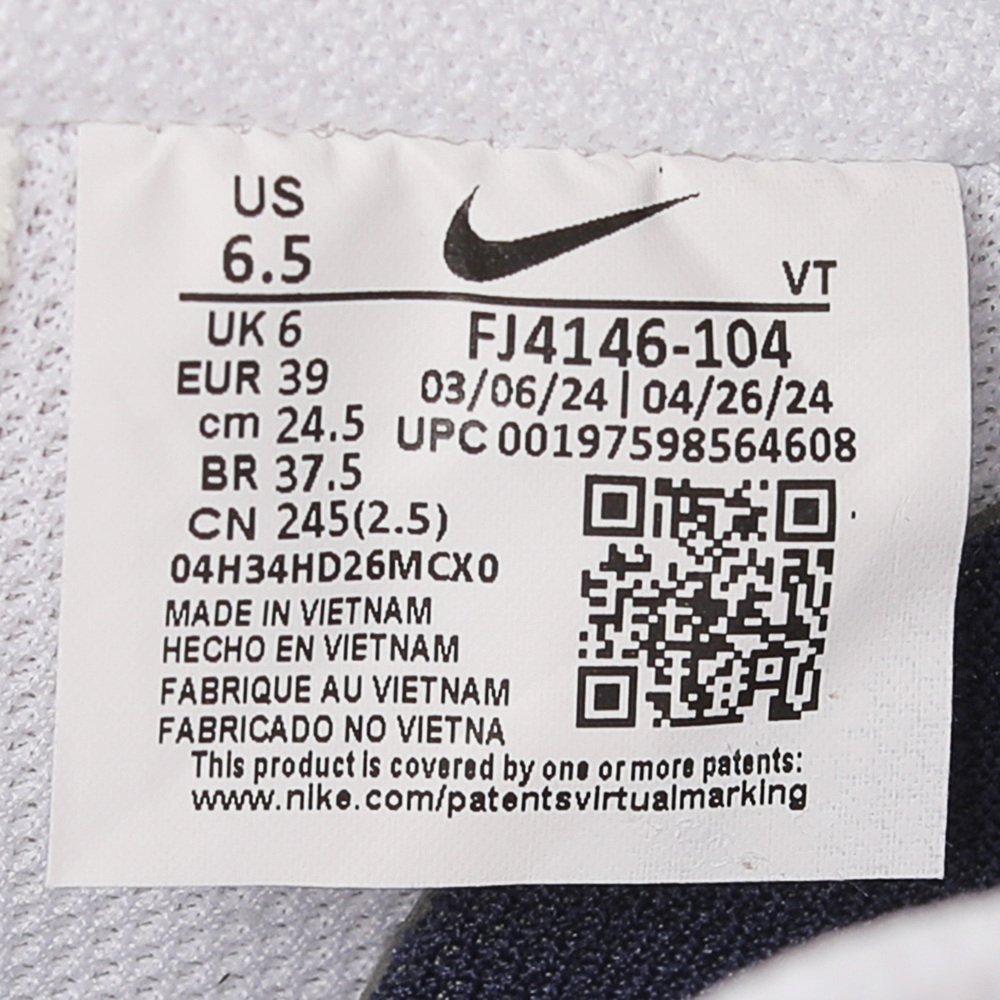 US
6.5
VT
UK 6
EUR 39
cm 24.5
BR 37.5
CN 245(2.5)
FJ4146-104
03/06/24 | 04/26/24
UPC 00197598564608
04H34HD26MCX0
MADE IN VIETNAM
HECHO EN VIETNAM
FABRIQUE AU VIETNAM
FABRICADO NO VIETNA
This product is covered by one or more patents:
www.nike.com/patentsvirtualmarking